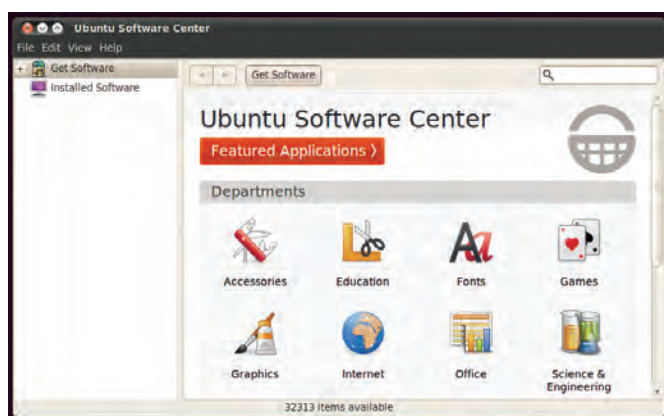 Ubuntu Software Center
File Edit View Help
Get Software
Installed Software
Get Software
Ubuntu Software Center
Featured Applications
Departments
Accessories Education Fonts Games
Graphics Internet Office Science &
Engineering
32313 items available